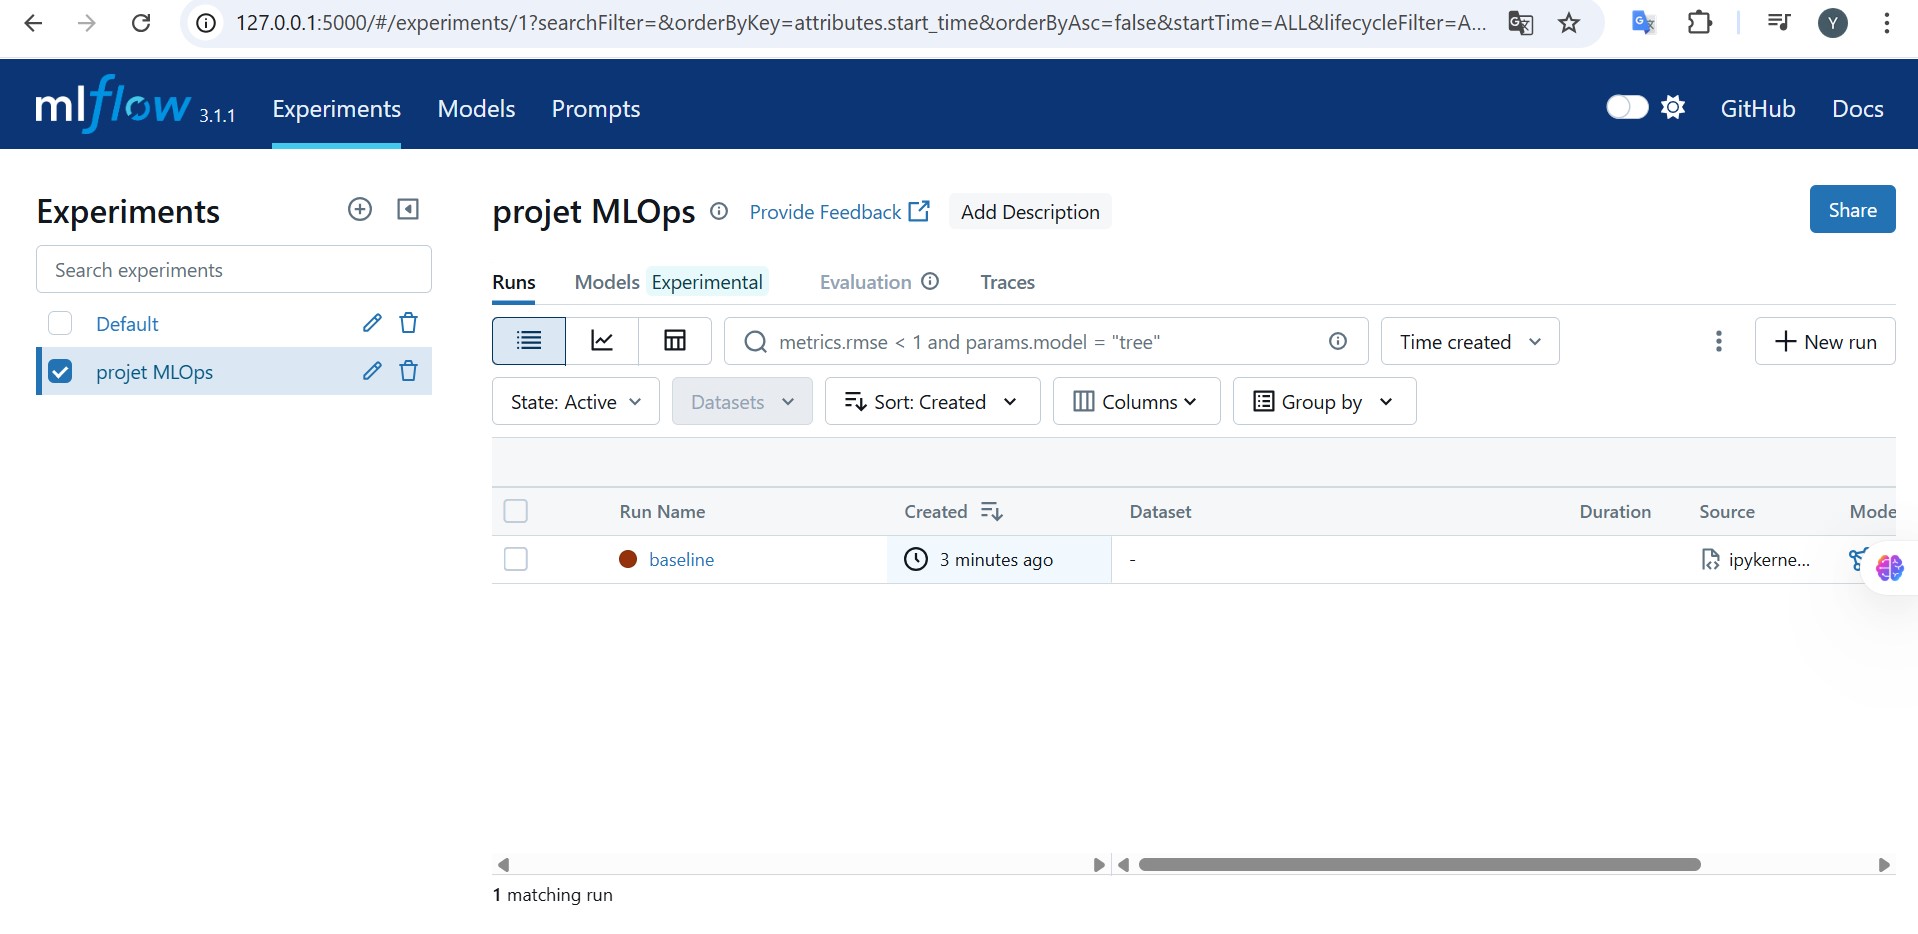 127.0.0.1:5000/#/experiments/1?searchFilter=&orderByKey=attributes.start_time&orderByAsc=false&startTime=ALL&lifecycleFilter=A...
Y
mlflow 3.1.1 Experiments Models Prompts GitHub Docs
Experiments
Search experiments
Default
projet MLOps
projet MLOps Provide Feedback Add Description Share
Runs Models Experimental Evaluation Traces
metrics.rmse < 1 and params.model = "tree" Time created New run
State: Active Datasets Sort: Created Columns Group by
Run Name Created Dataset Duration Source Mode
baseline 3 minutes ago - ipykerne...
1 matching run